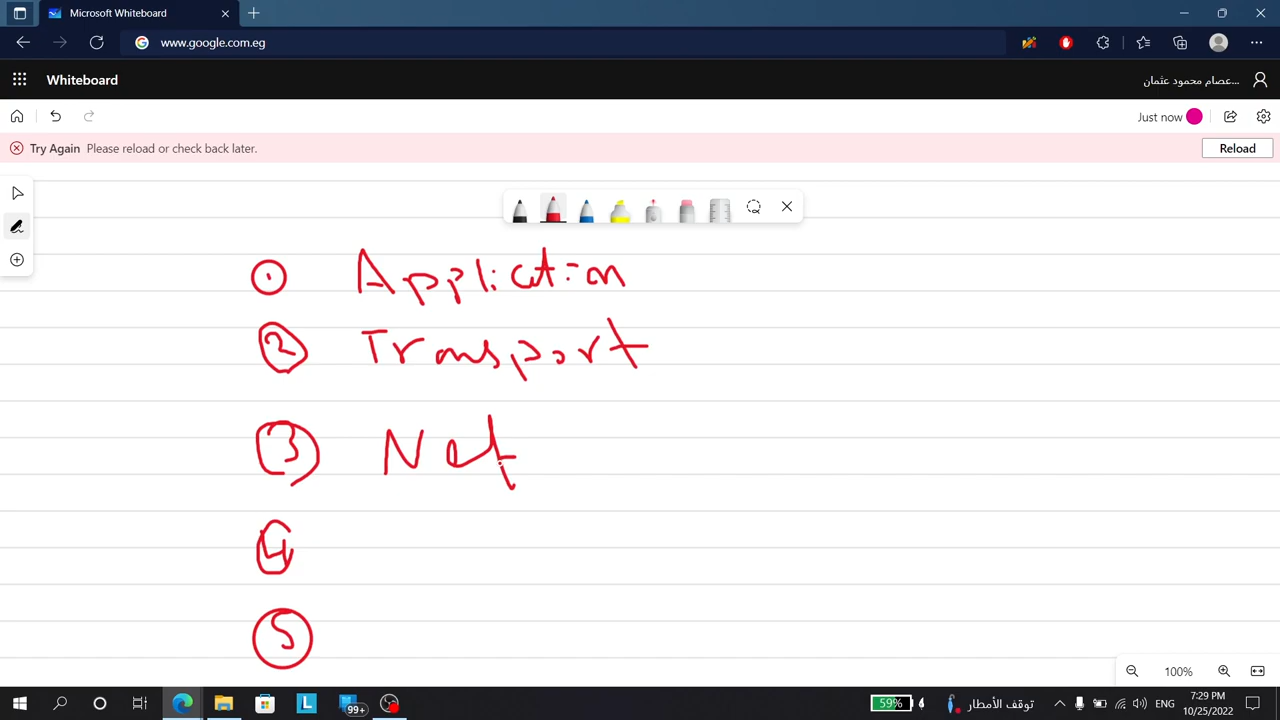 Microsoft Whiteboard
www.google.com.eg
Whiteboard
عصام محمود عثمان...
Just now
Try Again Please reload or check back later.
Reload
1 Application
2 Transport
3 Net
4
5
100%
L
99+
59%
توقف الأمطار
ENG
7:29 PM
10/25/2022